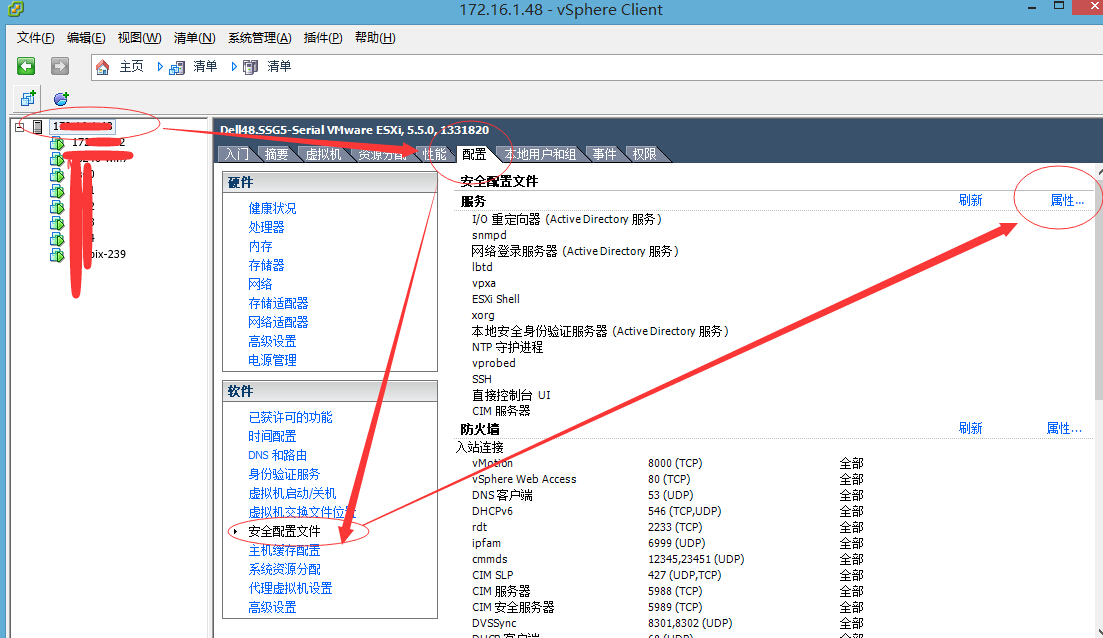 172.16.1.48 - vSphere Client
文件(F) 编辑(E) 视图(W) 清单(N) 系统管理(A) 插件(P) 帮助(H)
主页 清单 清单
-239
Dell48.SSG5-Serial VMware ESXi, 5.5.0, 1331820
入门 摘要 虚拟机 资源分配 性能 配置 本地用户和组 事件 权限
硬件
健康状况
处理器
内存
存储器
网络
存储适配器
网络适配器
高级设置
电源管理
软件
已获许可的功能
时间配置
DNS 和路由
身份验证服务
虚拟机启动/关机
虚拟机交换文件位置
安全配置文件
主机缓存配置
系统资源分配
代理虚拟机设置
高级设置
安全配置文件
服务 刷新 属性...
I/O 重定向器 (Active Directory 服务)
snmpd
网络登录服务器 (Active Directory 服务)
lbtd
vpxa
ESXi Shell
xorg
本地安全身份验证服务器 (Active Directory 服务)
NTP 守护进程
vprobed
SSH
直接控制台 UI
CIM 服务器
防火墙 刷新 属性...
入站连接
vMotion 8000 (TCP) 全部
vSphere Web Access 80 (TCP) 全部
DNS 客户端 53 (UDP) 全部
DHCPv6 546 (TCP,UDP) 全部
rdt 2233 (TCP) 全部
ipfam 6999 (UDP) 全部
cmmds 12345,23451 (UDP) 全部
CIM SLP 427 (UDP,TCP) 全部
CIM 服务器 5988 (TCP) 全部
CIM 安全服务器 5989 (TCP) 全部
DVSSync 8301,8302 (UDP) 全部
DHCP 客户端 68 (UDP) 全部